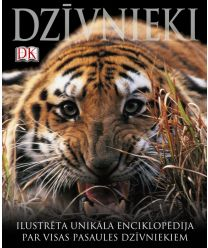 DZĪVNIEKI
DK
ILUSTRĒTA UNIKĀLA ENCIKLOPĒDIJA
PAR VISAS PASAULES DZĪVNIEKIEM